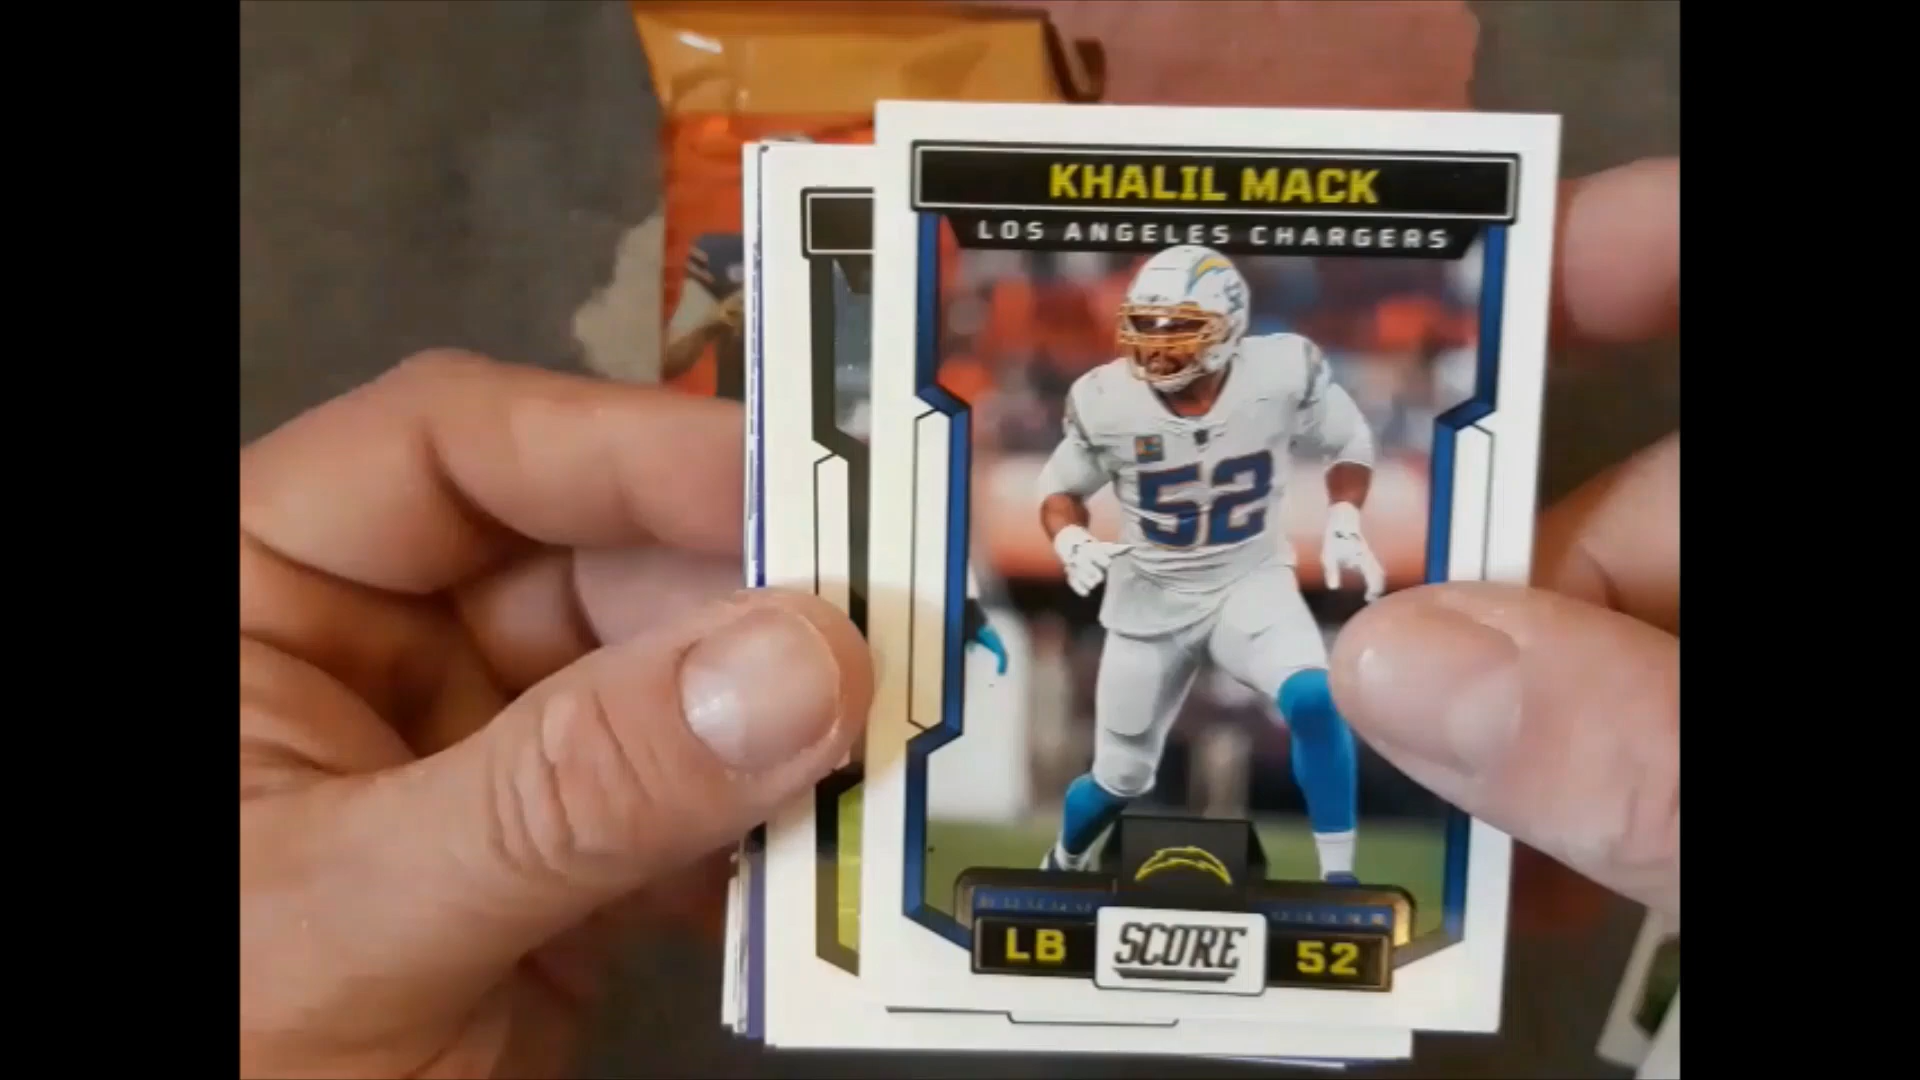 KHALIL MACK
LOS ANGELES CHARGERS
52
LB
SCORE
52